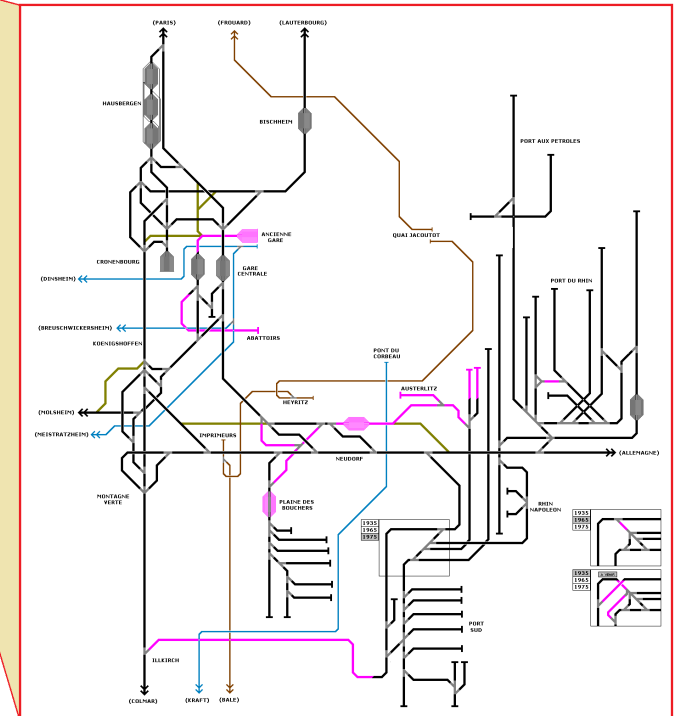 (PARIS)
(FROUARD)
(LAUTERBOURG)
HAUSBERGEN
BISCHHEIM
PORT AUX PETROLES
ANCIENNE
GARE
QUAI JACOUTOT
CRONENBOURG
GARE
CENTRALE
(DINSHEIM)
PORT DU RHIN
(BREUSCHWICKERSHEIM)
ABATTOIRS
KOENIGSHOFFEN
PONT DU
CORBEAU
AUSTERLITZ
HEYRITZ
(MOLSHEIM)
(MEISTRATZHEIM)
IMPRIMEURS
NEUDORF
(ALLEMAGNE)
MONTAGNE
VERTE
PLAINE DES
BOUCHERS
RHIN
NAPOLEON
1935
1965
1975
1935
1965
1975
1935
1965
1975
PORT
SUD
ILLKIRCH
(COLMAR)
(KRAFT)
(BALE)